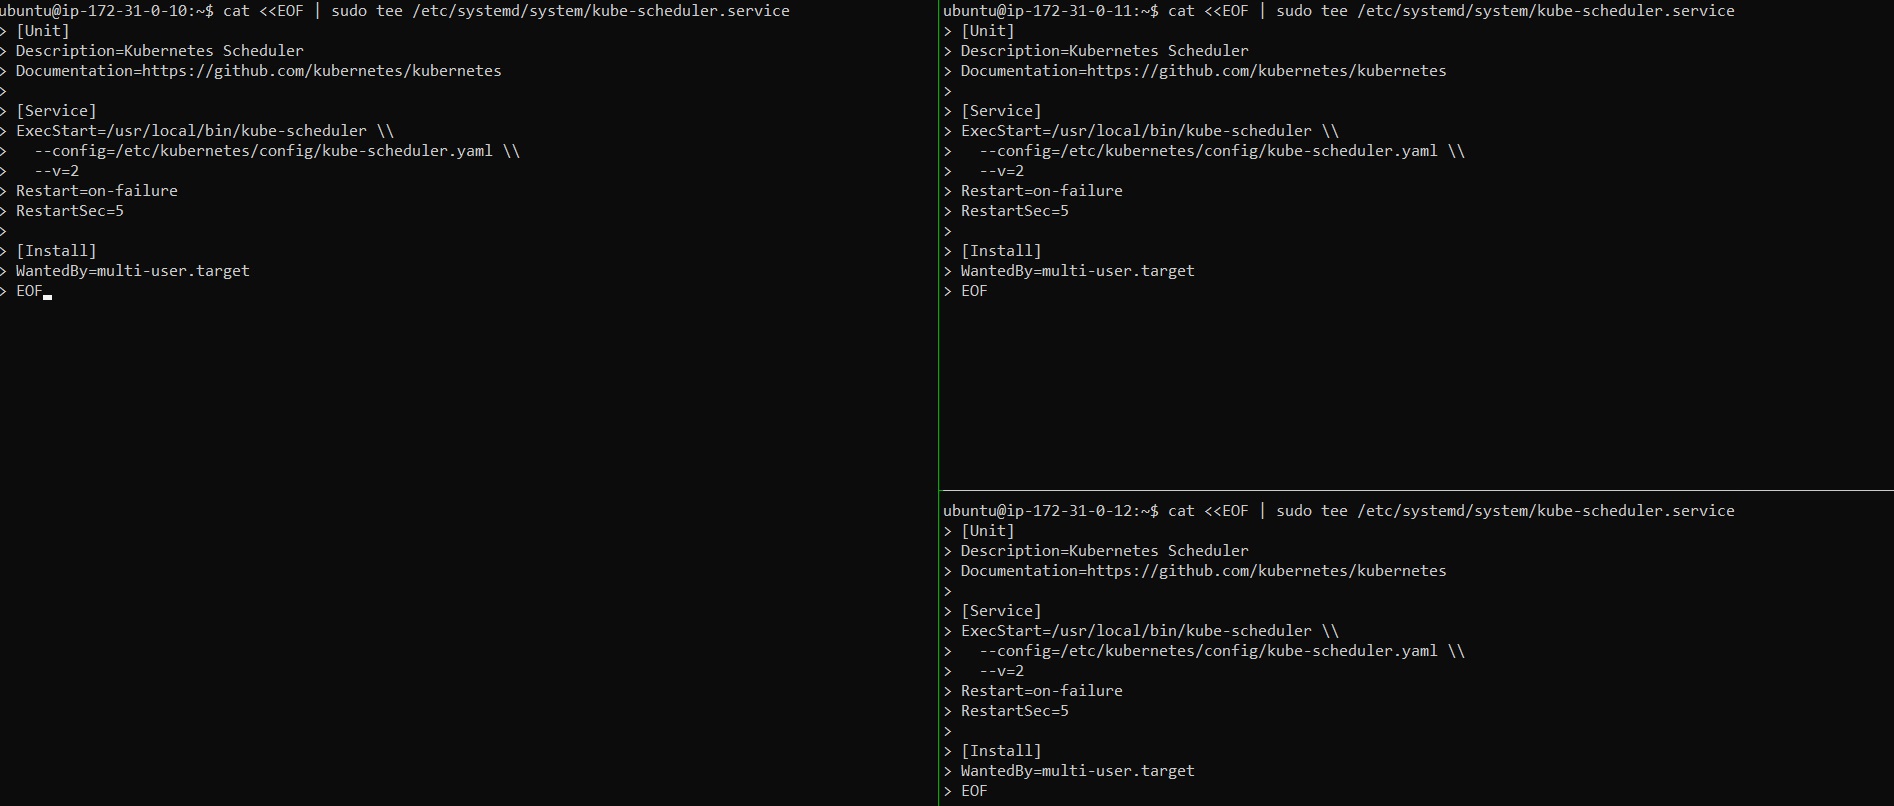 ubuntu@ip-172-31-0-10:~$ cat <<EOF | sudo tee /etc/systemd/system/kube-scheduler.service
> [Unit]
> Description=Kubernetes Scheduler
> Documentation=https://github.com/kubernetes/kubernetes
>
> [Service]
> ExecStart=/usr/local/bin/kube-scheduler \\
>   --config=/etc/kubernetes/config/kube-scheduler.yaml \\
>   --v=2
> Restart=on-failure
> RestartSec=5
>
> [Install]
> WantedBy=multi-user.target
> EOF
ubuntu@ip-172-31-0-11:~$ cat <<EOF | sudo tee /etc/systemd/system/kube-scheduler.service
> [Unit]
> Description=Kubernetes Scheduler
> Documentation=https://github.com/kubernetes/kubernetes
>
> [Service]
> ExecStart=/usr/local/bin/kube-scheduler \\
>   --config=/etc/kubernetes/config/kube-scheduler.yaml \\
>   --v=2
> Restart=on-failure
> RestartSec=5
>
> [Install]
> WantedBy=multi-user.target
> EOF
ubuntu@ip-172-31-0-12:~$ cat <<EOF | sudo tee /etc/systemd/system/kube-scheduler.service
> [Unit]
> Description=Kubernetes Scheduler
> Documentation=https://github.com/kubernetes/kubernetes
>
> [Service]
> ExecStart=/usr/local/bin/kube-scheduler \\
>   --config=/etc/kubernetes/config/kube-scheduler.yaml \\
>   --v=2
> Restart=on-failure
> RestartSec=5
>
> [Install]
> WantedBy=multi-user.target
> EOF